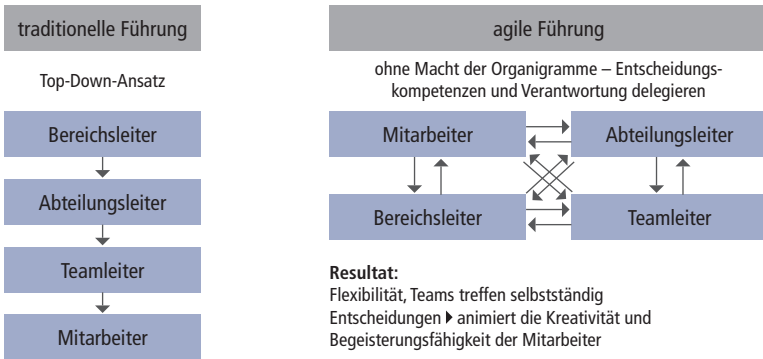 traditionelle Führung
Top-Down-Ansatz
Bereichsleiter
Abteilungsleiter
Teamleiter
Mitarbeiter
agile Führung
ohne Macht der Organigramme – Entscheidungs-
kompetenzen und Verantwortung delegieren
Mitarbeiter
Abteilungsleiter
Bereichsleiter
Teamleiter
Resultat:
Flexibilität, Teams treffen selbstständig
Entscheidungen ▶ animiert die Kreativität und
Begeisterungsfähigkeit der Mitarbeiter